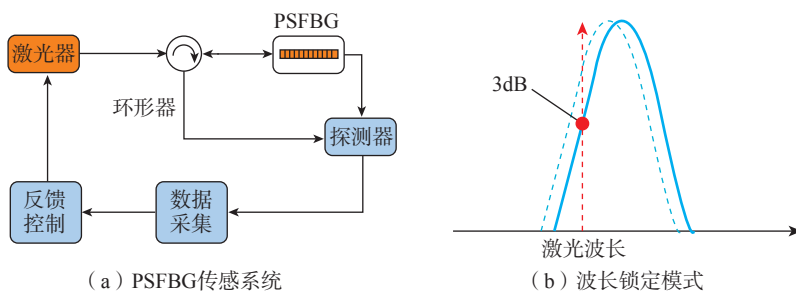 PSFBG
激光器
环形器
探测器
反馈
控制
数据
采集
（a）PSFBG传感系统
3dB
激光波长
（b）波长锁定模式